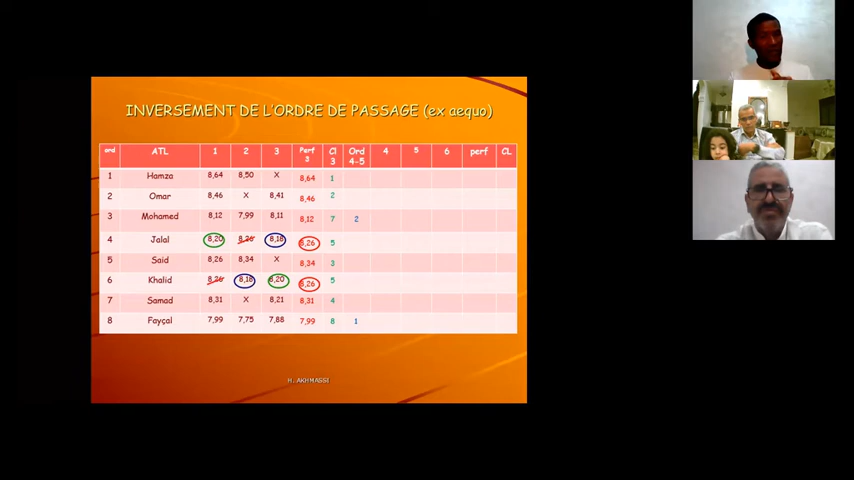 INVERSEMENT DE L'ORDRE DE PASSAGE (ex aequo)
ord ATL 1 2 3 Perf 3 Cl 3 Ord 4-5 4 5 6 perf CL
1 Hamza 8,64 8,50 X 8,64 1
2 Omar 8,46 X 8,41 8,46 2
3 Mohamed 8,12 7,99 8,11 8,12 7 2
4 Jalal 8,20 8,26 8,18 8,26 5
5 Said 8,26 8,34 X 8,34 3
6 Khalid 8,26 8,18 8,20 8,26 5
7 Samad 8,31 X 8,21 8,31 4
8 Fayçal 7,99 7,75 7,88 7,99 8 1
H. AKHMASSI